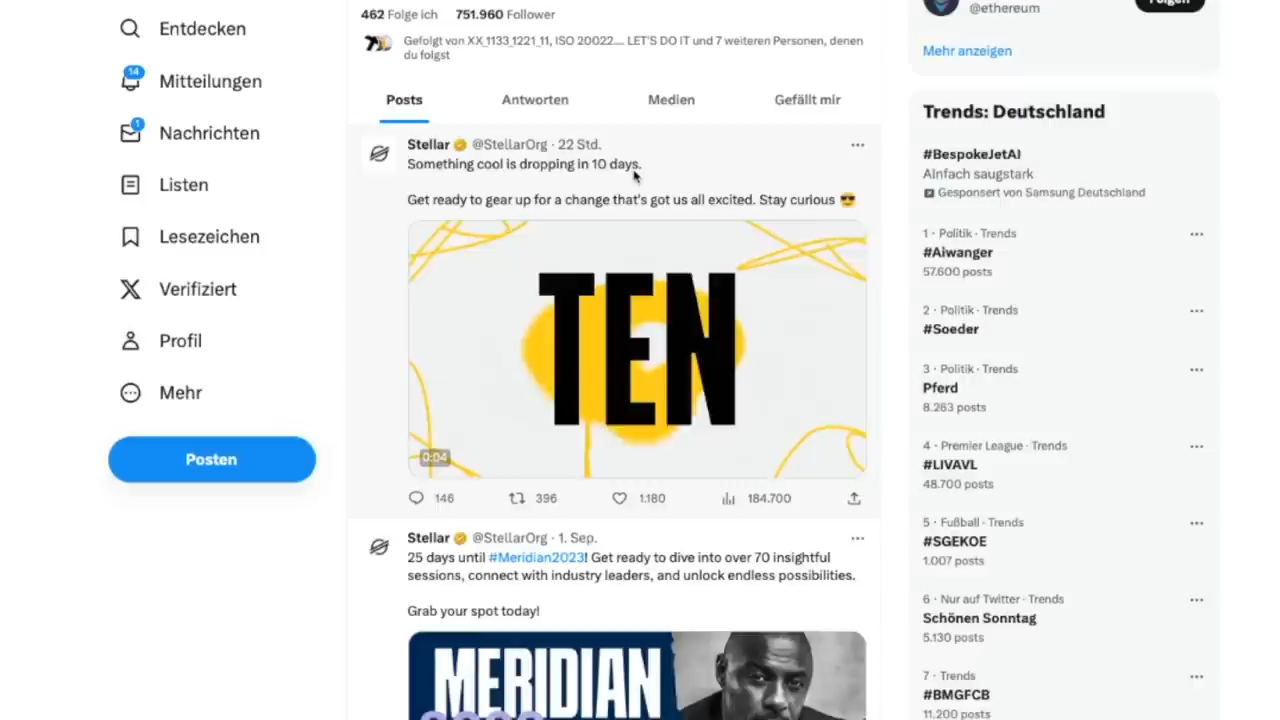 Entdecken
14
Mitteilungen
1
Nachrichten
Listen
Lesezeichen
Verifiziert
Profil
Mehr
Posten
462 Folge ich 751.960 Follower
Gefolgt von XX_1133_1221_11, ISO 20022.... LET'S DO IT und 7 weiteren Personen, denen
du folgst
Posts Antworten Medien Gefällt mir
Stellar @StellarOrg · 22 Std.
Something cool is dropping in 10 days.
Get ready to gear up for a change that's got us all excited. Stay curious 😎
TEN
0:04
146 396 1.180 184.700
Stellar @StellarOrg · 1. Sep.
25 days until #Meridian2023! Get ready to dive into over 70 insightful
sessions, connect with industry leaders, and unlock endless possibilities.
Grab your spot today!
MERIDIAN
@ethereum
Folgen
Mehr anzeigen
Trends: Deutschland
#BespokeJetAI
AInfach saugstark
Gesponsert von Samsung Deutschland
1 · Politik · Trends
#Aiwanger
57.600 posts
2 · Politik · Trends
#Soeder
3 · Politik · Trends
Pferd
8.263 posts
4 · Premier League · Trends
#LIVAVL
48.700 posts
5 · Fußball · Trends
#SGEKOE
1.007 posts
6 · Nur auf Twitter · Trends
Schönen Sonntag
5.130 posts
7 · Trends
#BMGFCB
11.200 posts